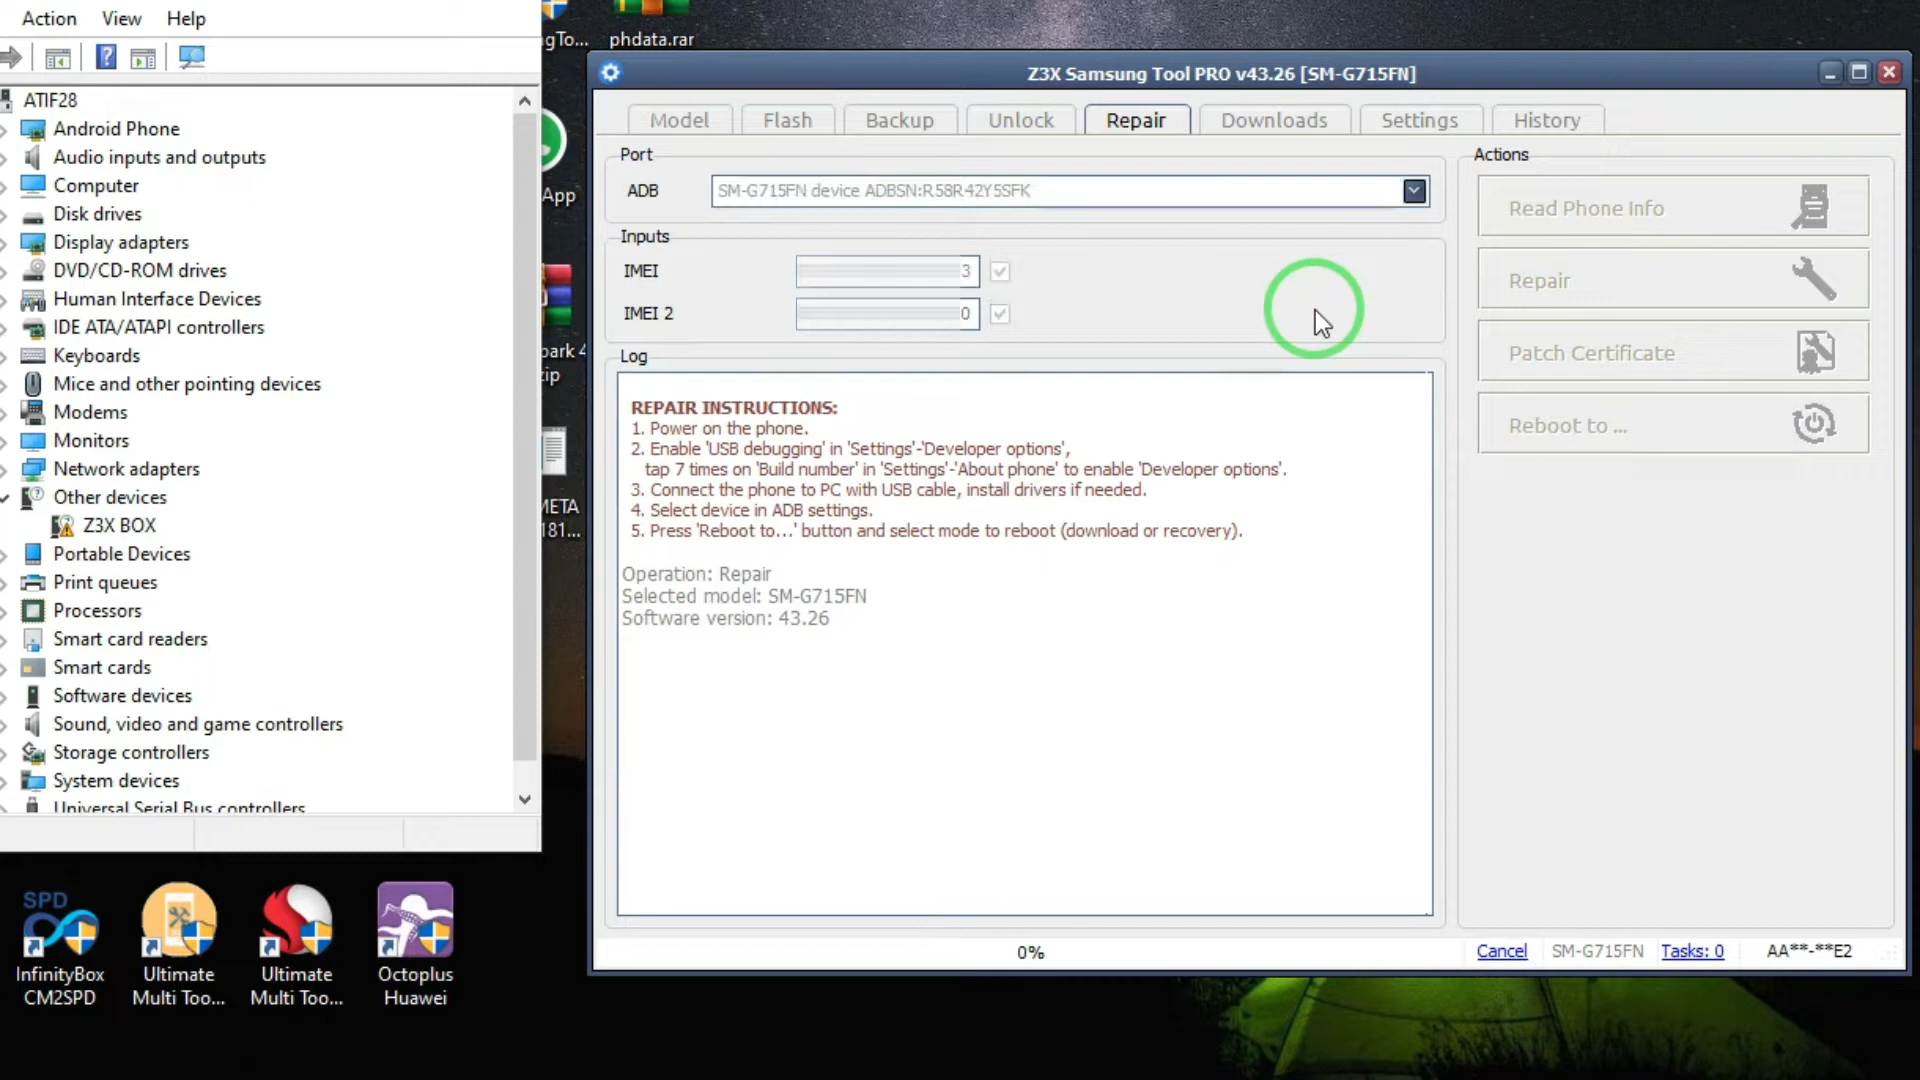 Action View Help
ATIF28
Android Phone
Audio inputs and outputs
Computer
Disk drives
Display adapters
DVD/CD-ROM drives
Human Interface Devices
IDE ATA/ATAPI controllers
Keyboards
Mice and other pointing devices
Modems
Monitors
Network adapters
Other devices
Z3X BOX
Portable Devices
Print queues
Processors
Smart card readers
Smart cards
Software devices
Sound, video and game controllers
Storage controllers
System devices
Universal Serial Bus controllers
phdata.rar
Z3X Samsung Tool PRO v43.26 [SM-G715FN]
Model Flash Backup Unlock Repair Downloads Settings History
Port
ADB SM-G715FN device ADBSN:R58R42Y5SFK
Inputs
IMEI 3
IMEI 2 0
Log
REPAIR INSTRUCTIONS:
1. Power on the phone.
2. Enable 'USB debugging' in 'Settings'-'Developer options',
tap 7 times on 'Build number' in 'Settings'-'About phone' to enable 'Developer options'.
3. Connect the phone to PC with USB cable, install drivers if needed.
4. Select device in ADB settings.
5. Press 'Reboot to...' button and select mode to reboot (download or recovery).
Operation: Repair
Selected model: SM-G715FN
Software version: 43.26
Actions
Read Phone Info
Repair
Patch Certificate
Reboot to ...
0% Cancel SM-G715FN Tasks: 0 AA**-**E2
SPD
InfinityBox
CM2SPD
Ultimate
Multi Too...
Ultimate
Multi Too...
Octoplus
Huawei